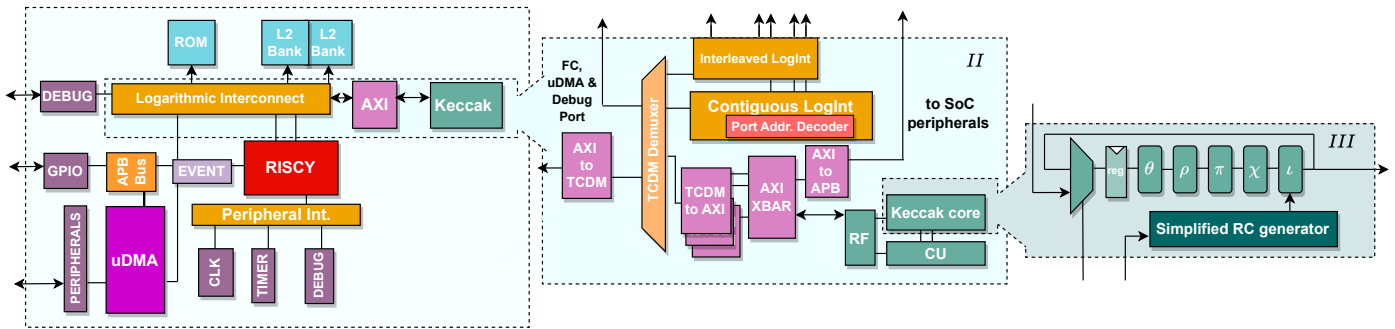 ROM
L2
Bank
L2
Bank
DEBUG
Logarithmic Interconnect
AXI
Keccak
GPIO
APB
Bus
EVENT
RISCY
Peripheral Int.
PERIPHERALS
uDMA
CLK
TIMER
DEBUG
II
FC,
uDMA &
Debug
Port
AXI
to
TCDM
TCDM Demuxer
Interleaved LogInt
Contiguous LogInt
Port Addr. Decoder
to SoC
peripherals
TCDM
to AXI
AXI
XBAR
AXI
to
APB
RF
Keccak core
CU
III
reg
θ
ρ
π
χ
ι
Simplified RC generator